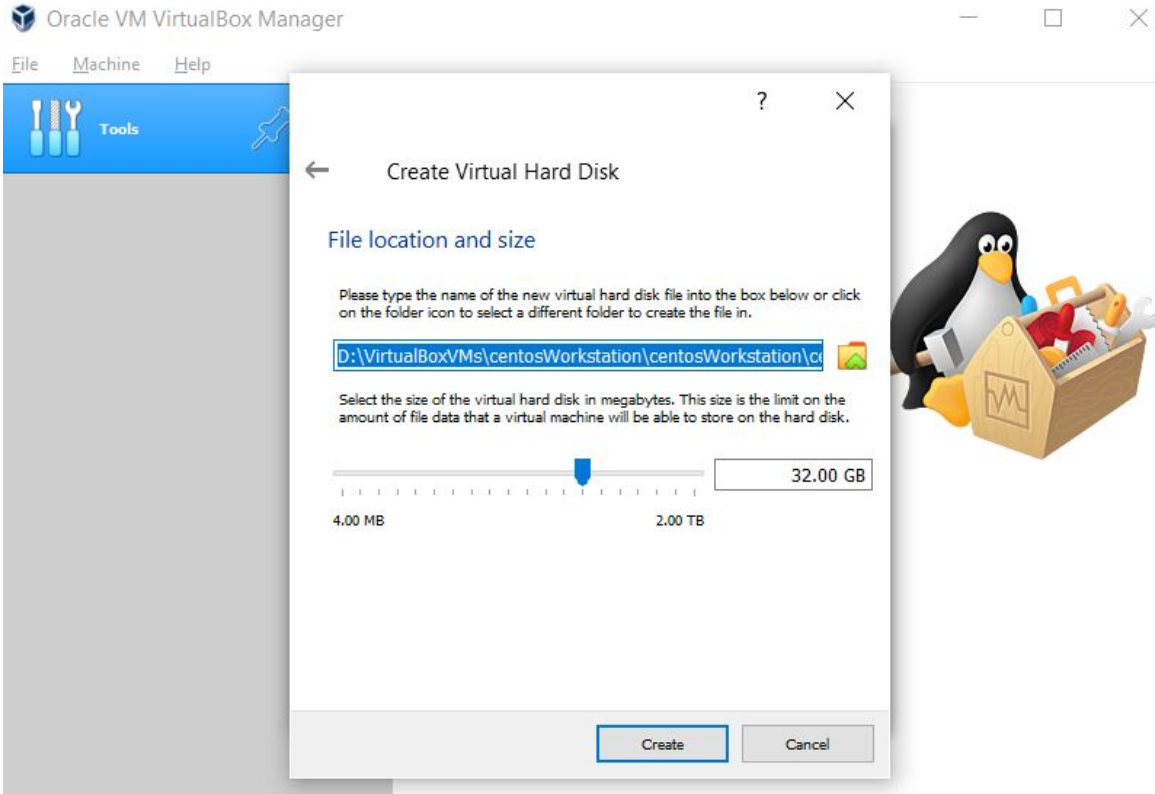 Oracle VM VirtualBox Manager
File Machine Help
Tools
?
Create Virtual Hard Disk
File location and size
Please type the name of the new virtual hard disk file into the box below or click
on the folder icon to select a different folder to create the file in.
D:\VirtualBoxVMs\centosWorkstation\centosWorkstation\ce
Select the size of the virtual hard disk in megabytes. This size is the limit on the
amount of file data that a virtual machine will be able to store on the hard disk.
32.00 GB
4.00 MB 2.00 TB
Create Cancel